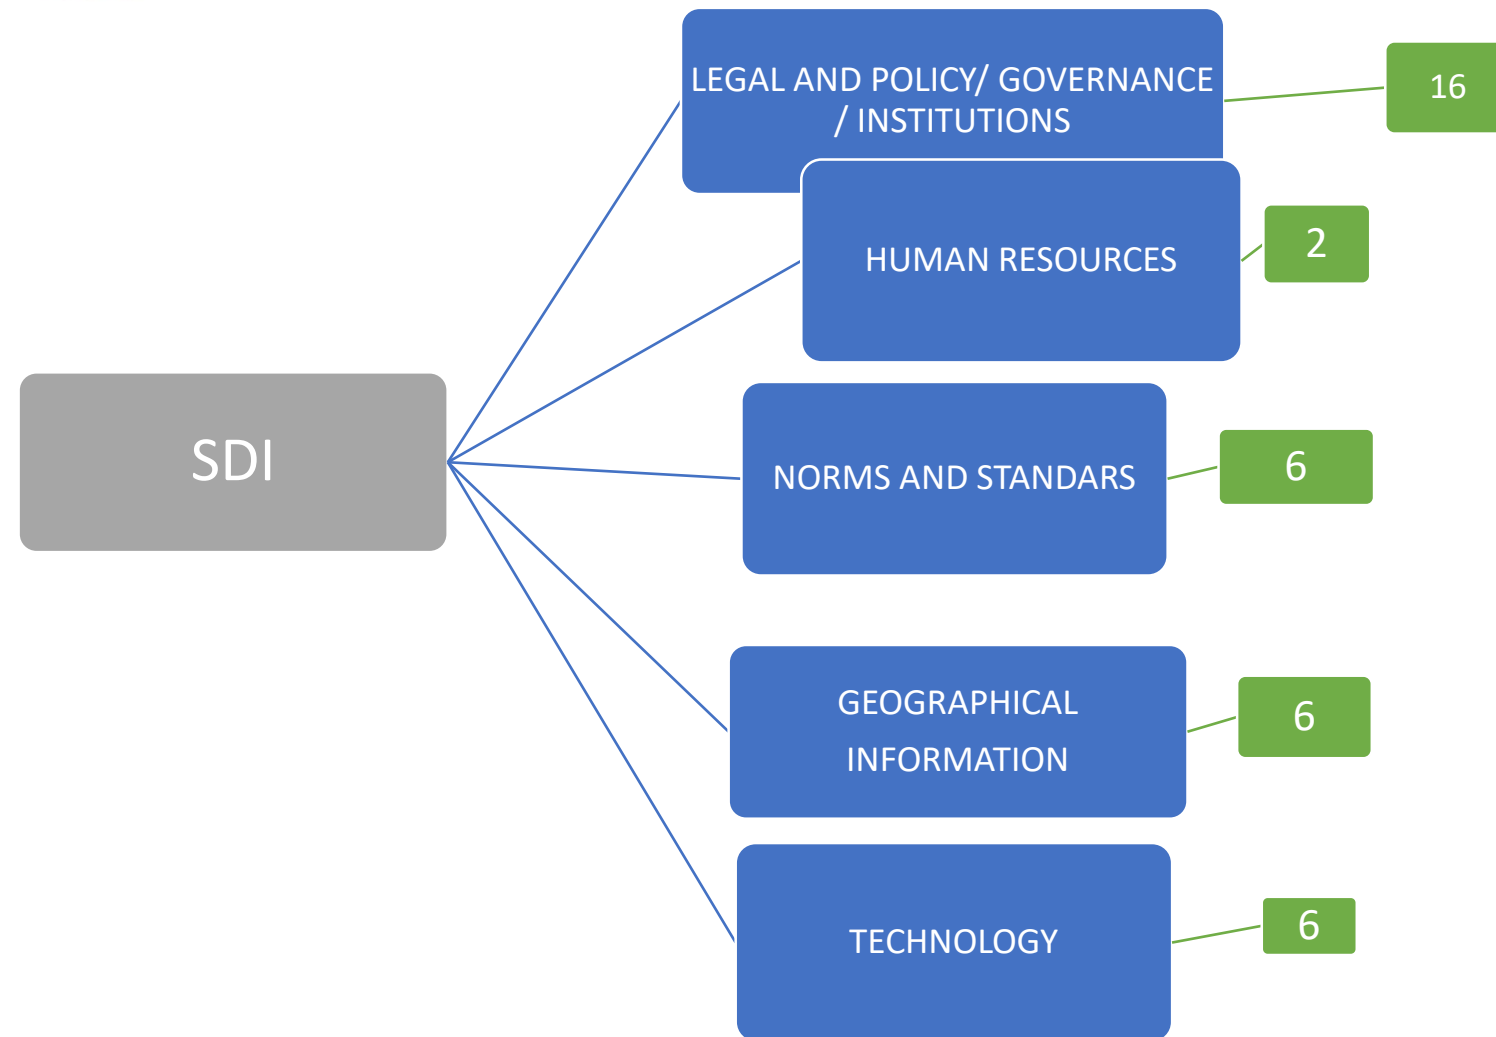 LEGAL AND POLICY/ GOVERNANCE
/ INSTITUTIONS
16
HUMAN RESOURCES
2
SDI
NORMS AND STANDARS
6
GEOGRAPHICAL
INFORMATION
6
TECHNOLOGY
6